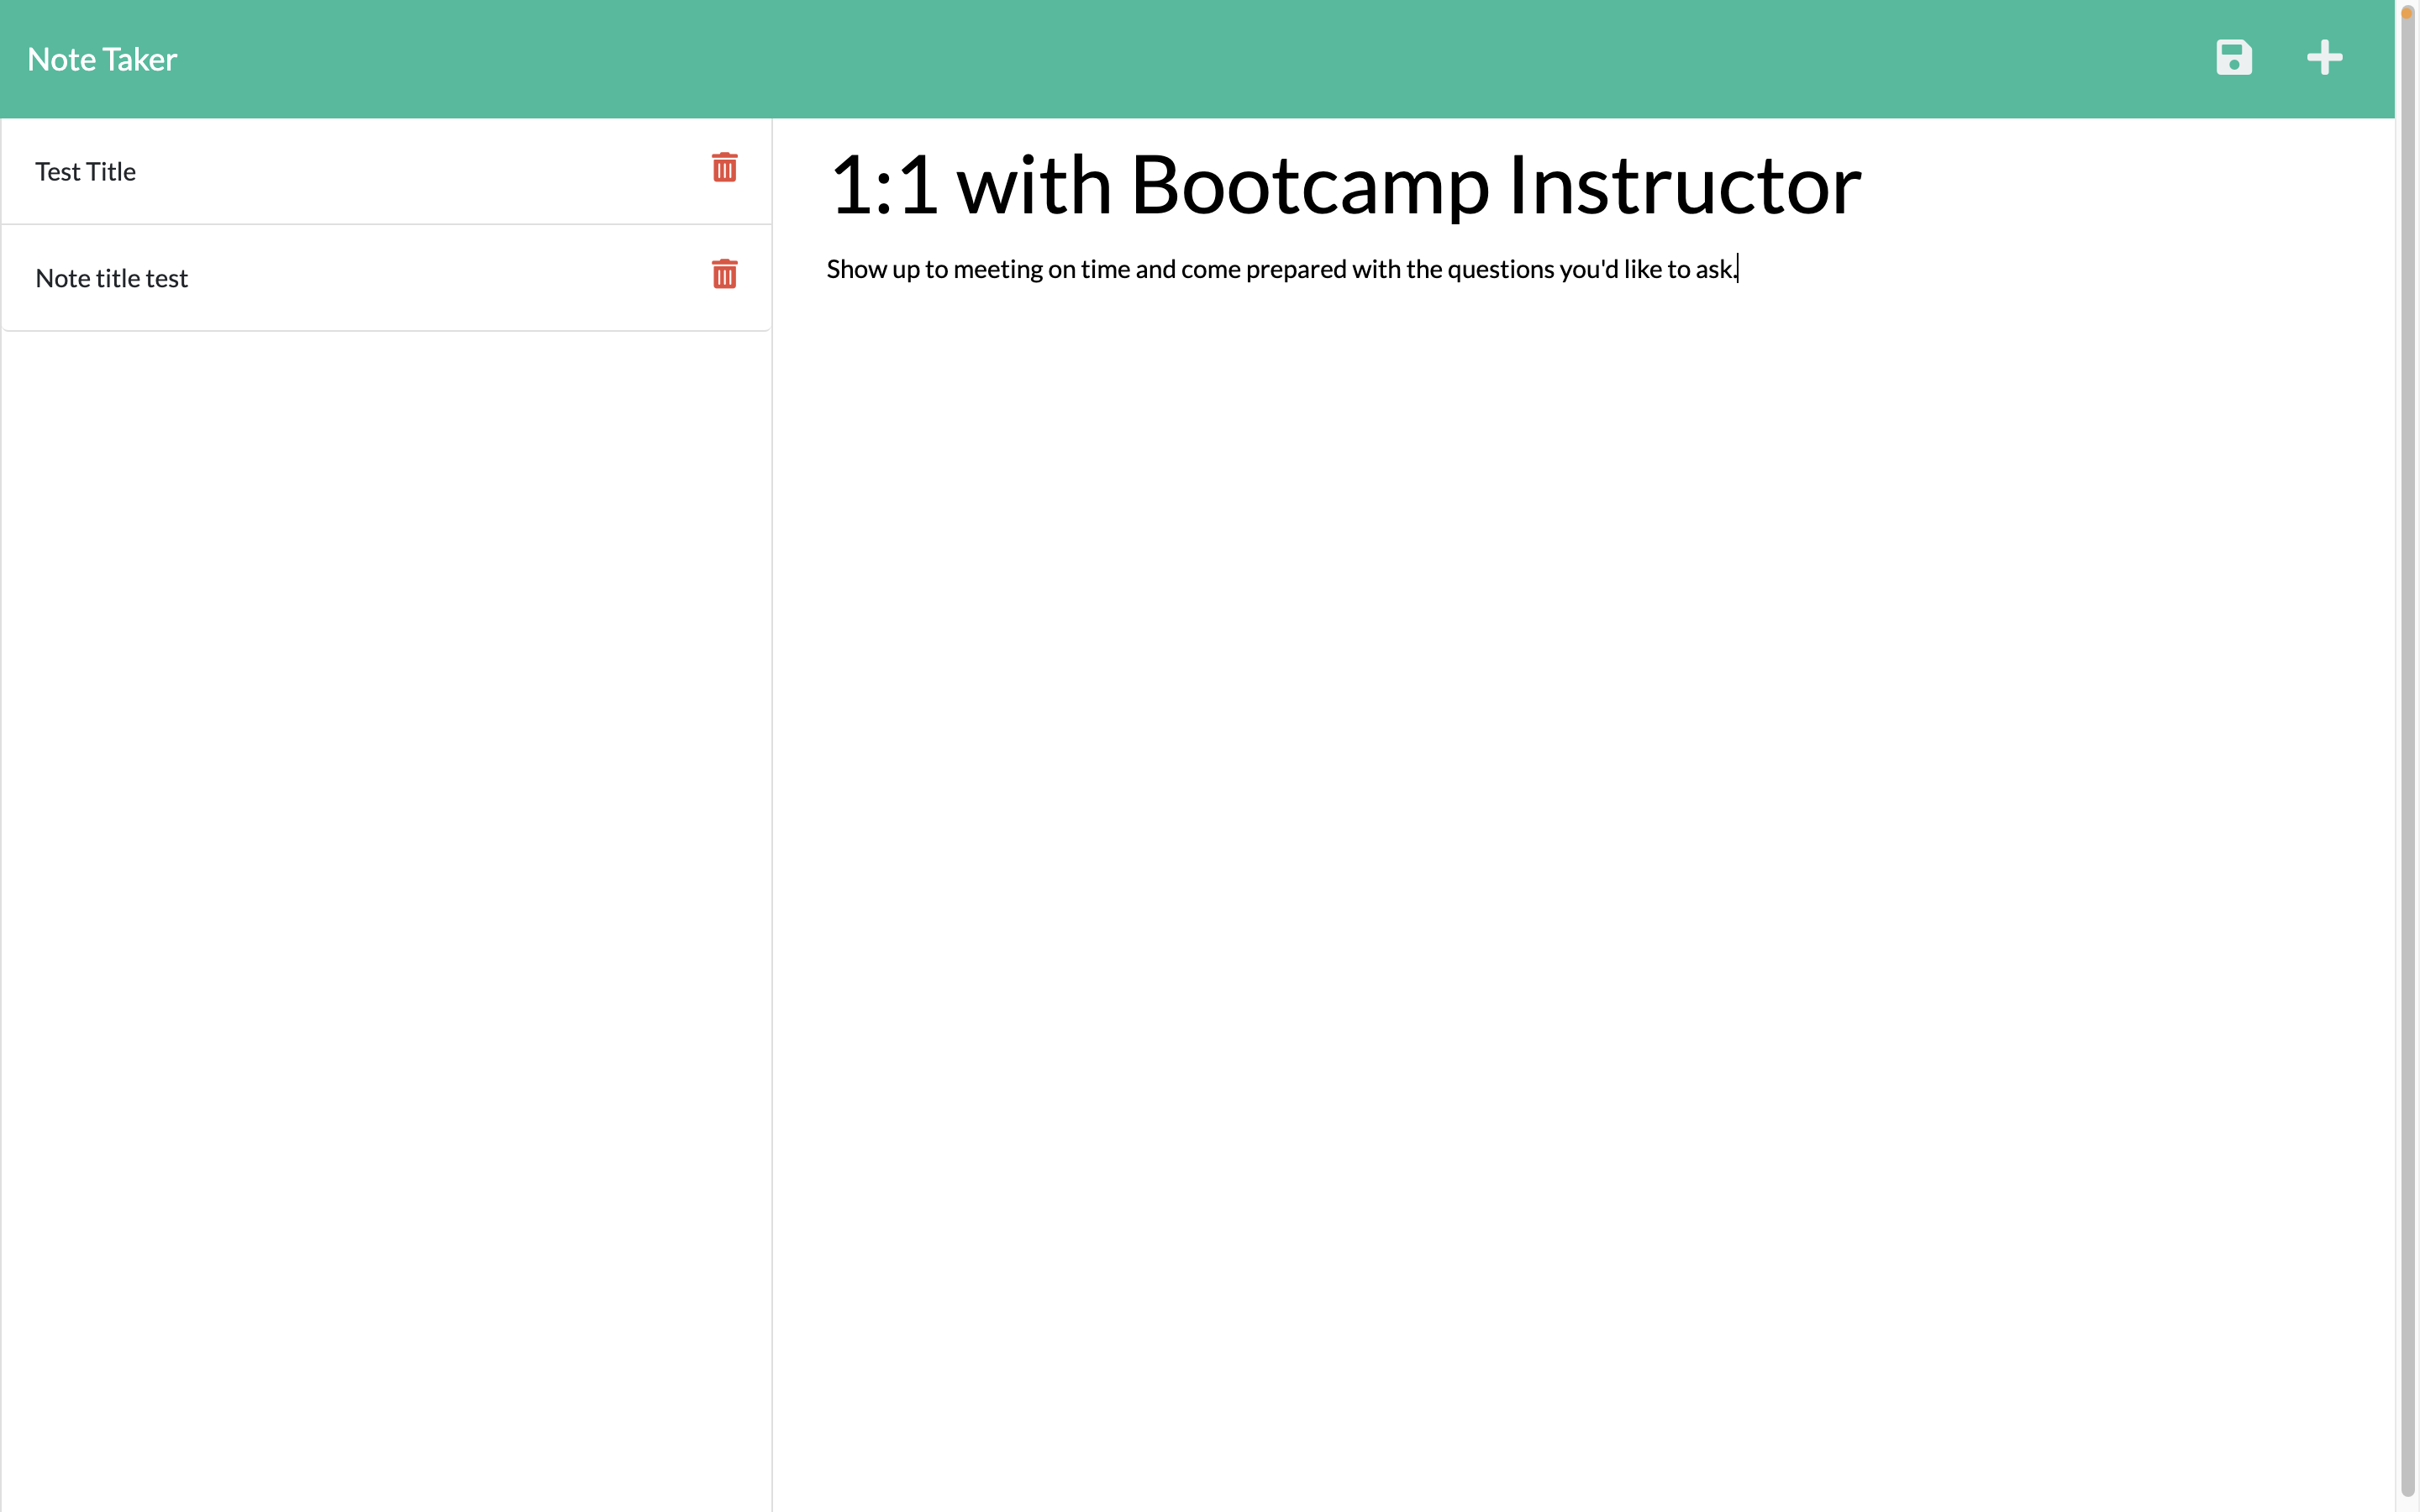 Note Taker
Test Title
Note title test
1:1 with Bootcamp Instructor
Show up to meeting on time and come prepared with the questions you'd like to ask.